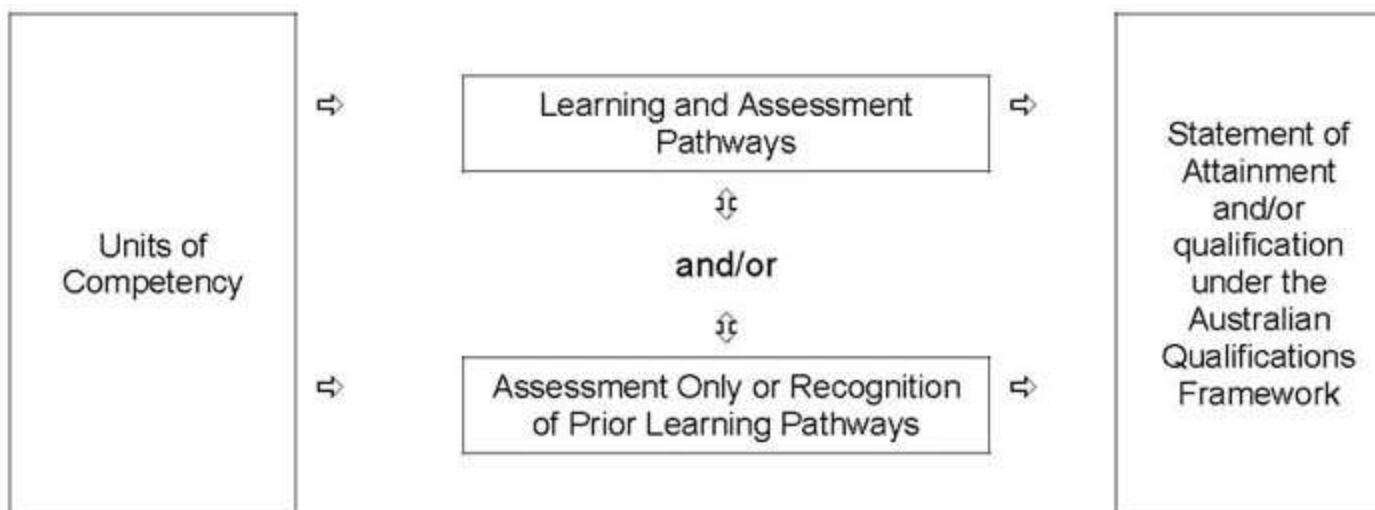 Units of
Competency
Learning and Assessment
Pathways
and/or
Assessment Only or Recognition
of Prior Learning Pathways
Statement of
Attainment
and/or
qualification
under the
Australian
Qualifications
Framework